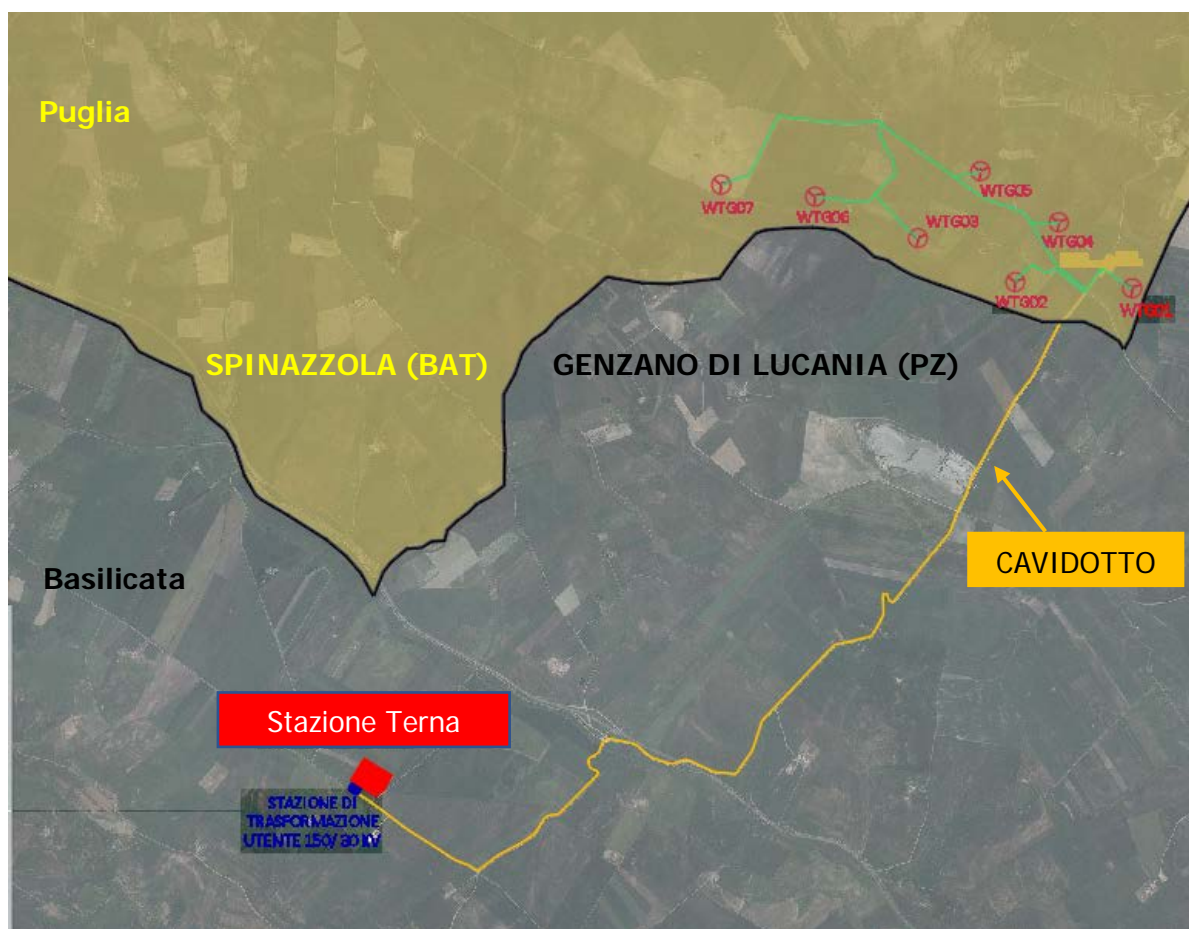 Puglia
WTG05
WTG07
WTG06
WTG03
WTG04
WTG02
WTG01
SPINAZZOLA (BAT)
GENZANO DI LUCANIA (PZ)
CAVIDOTTO
Basilicata
Stazione Terna
STAZIONE DI
TRASFORMAZIONE
UTENTE 150/30 KV